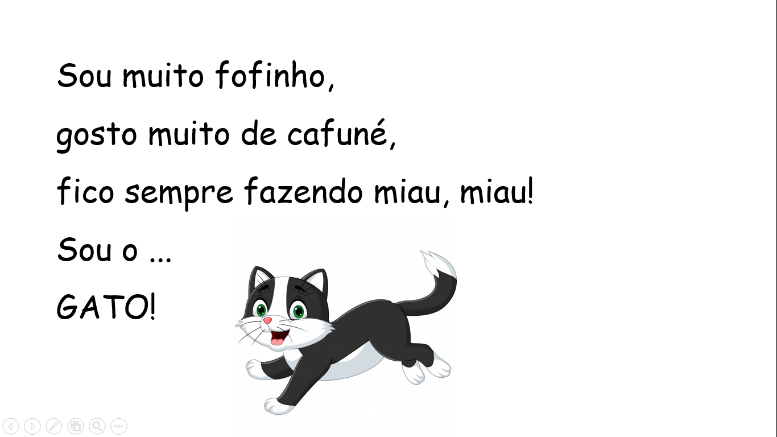 Sou muito fofinho,
gosto muito de cafuné,
fico sempre fazendo miau, miau!
Sou o ...
GATO!